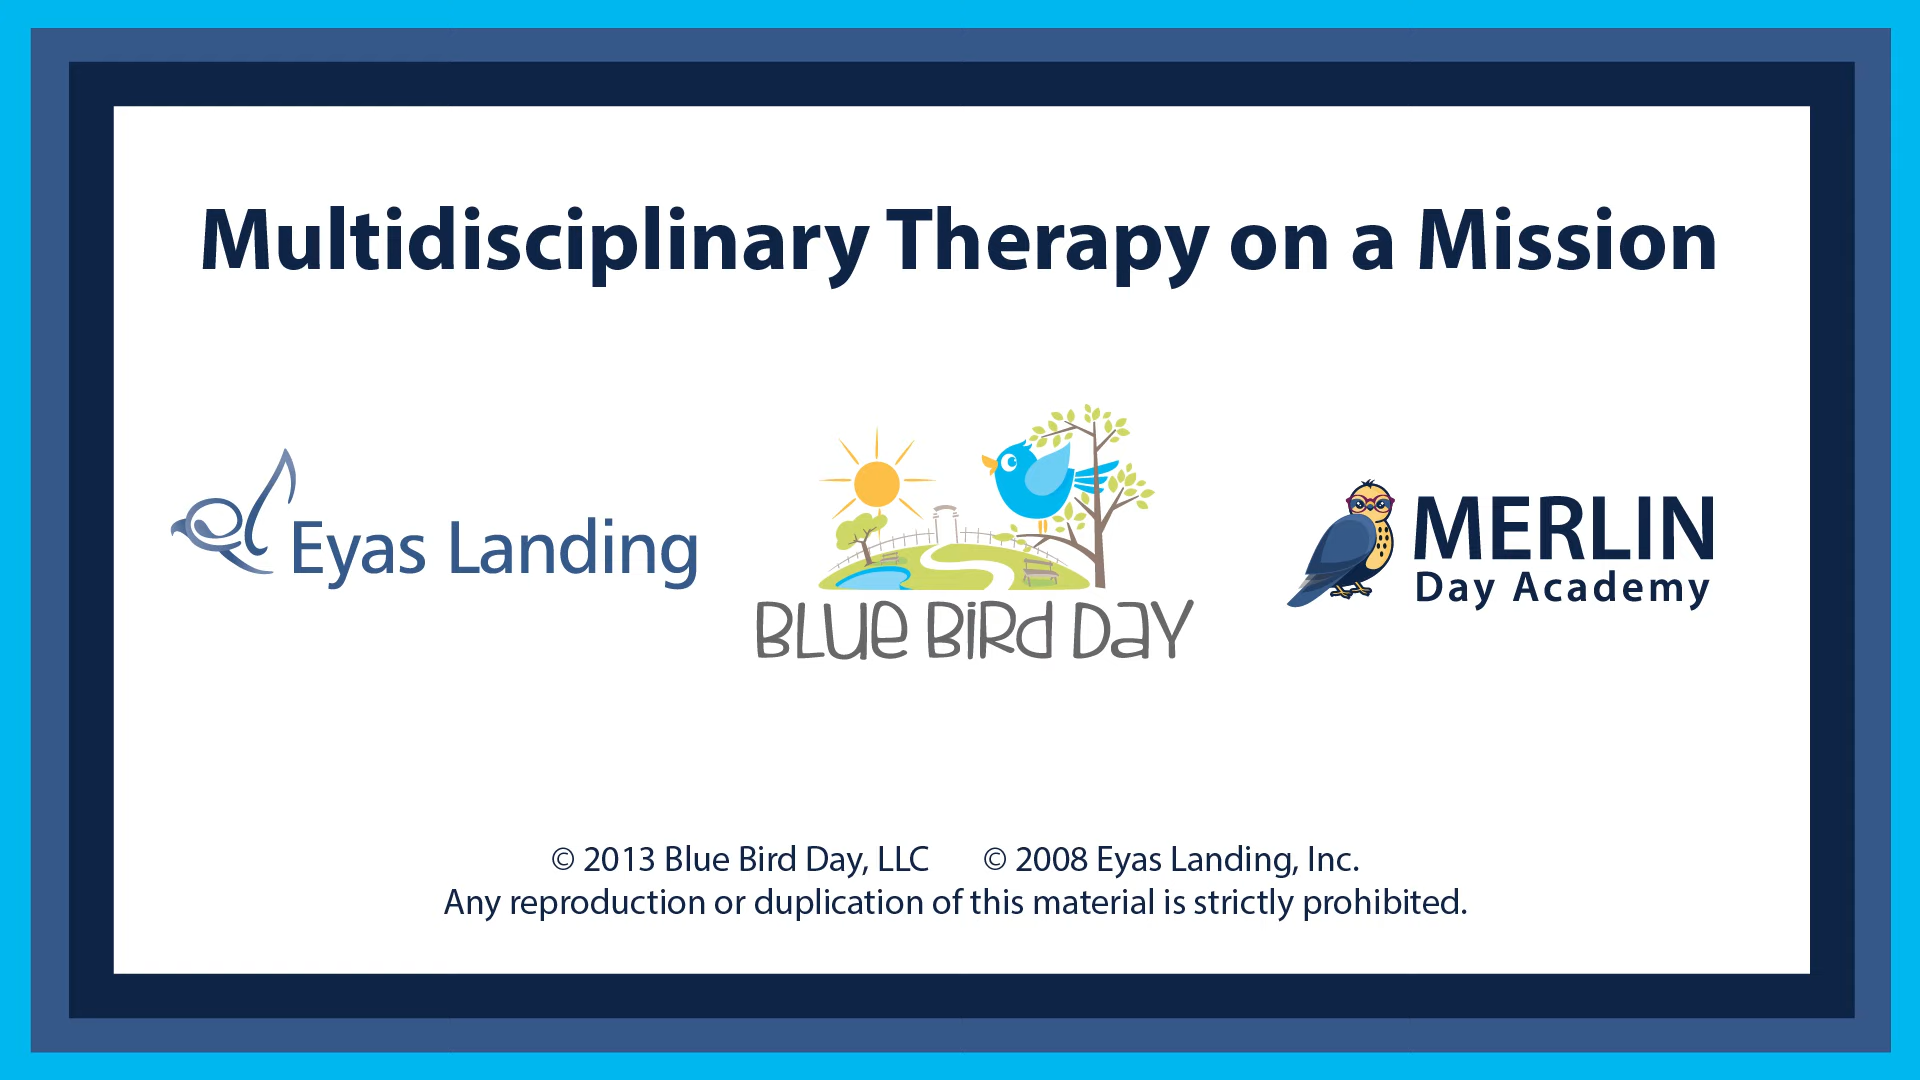 Multidisciplinary Therapy on a Mission
Eyas Landing
BLUE BIRD DAY
MERLIN
Day Academy
© 2013 Blue Bird Day, LLC © 2008 Eyas Landing, Inc.
Any reproduction or duplication of this material is strictly prohibited.